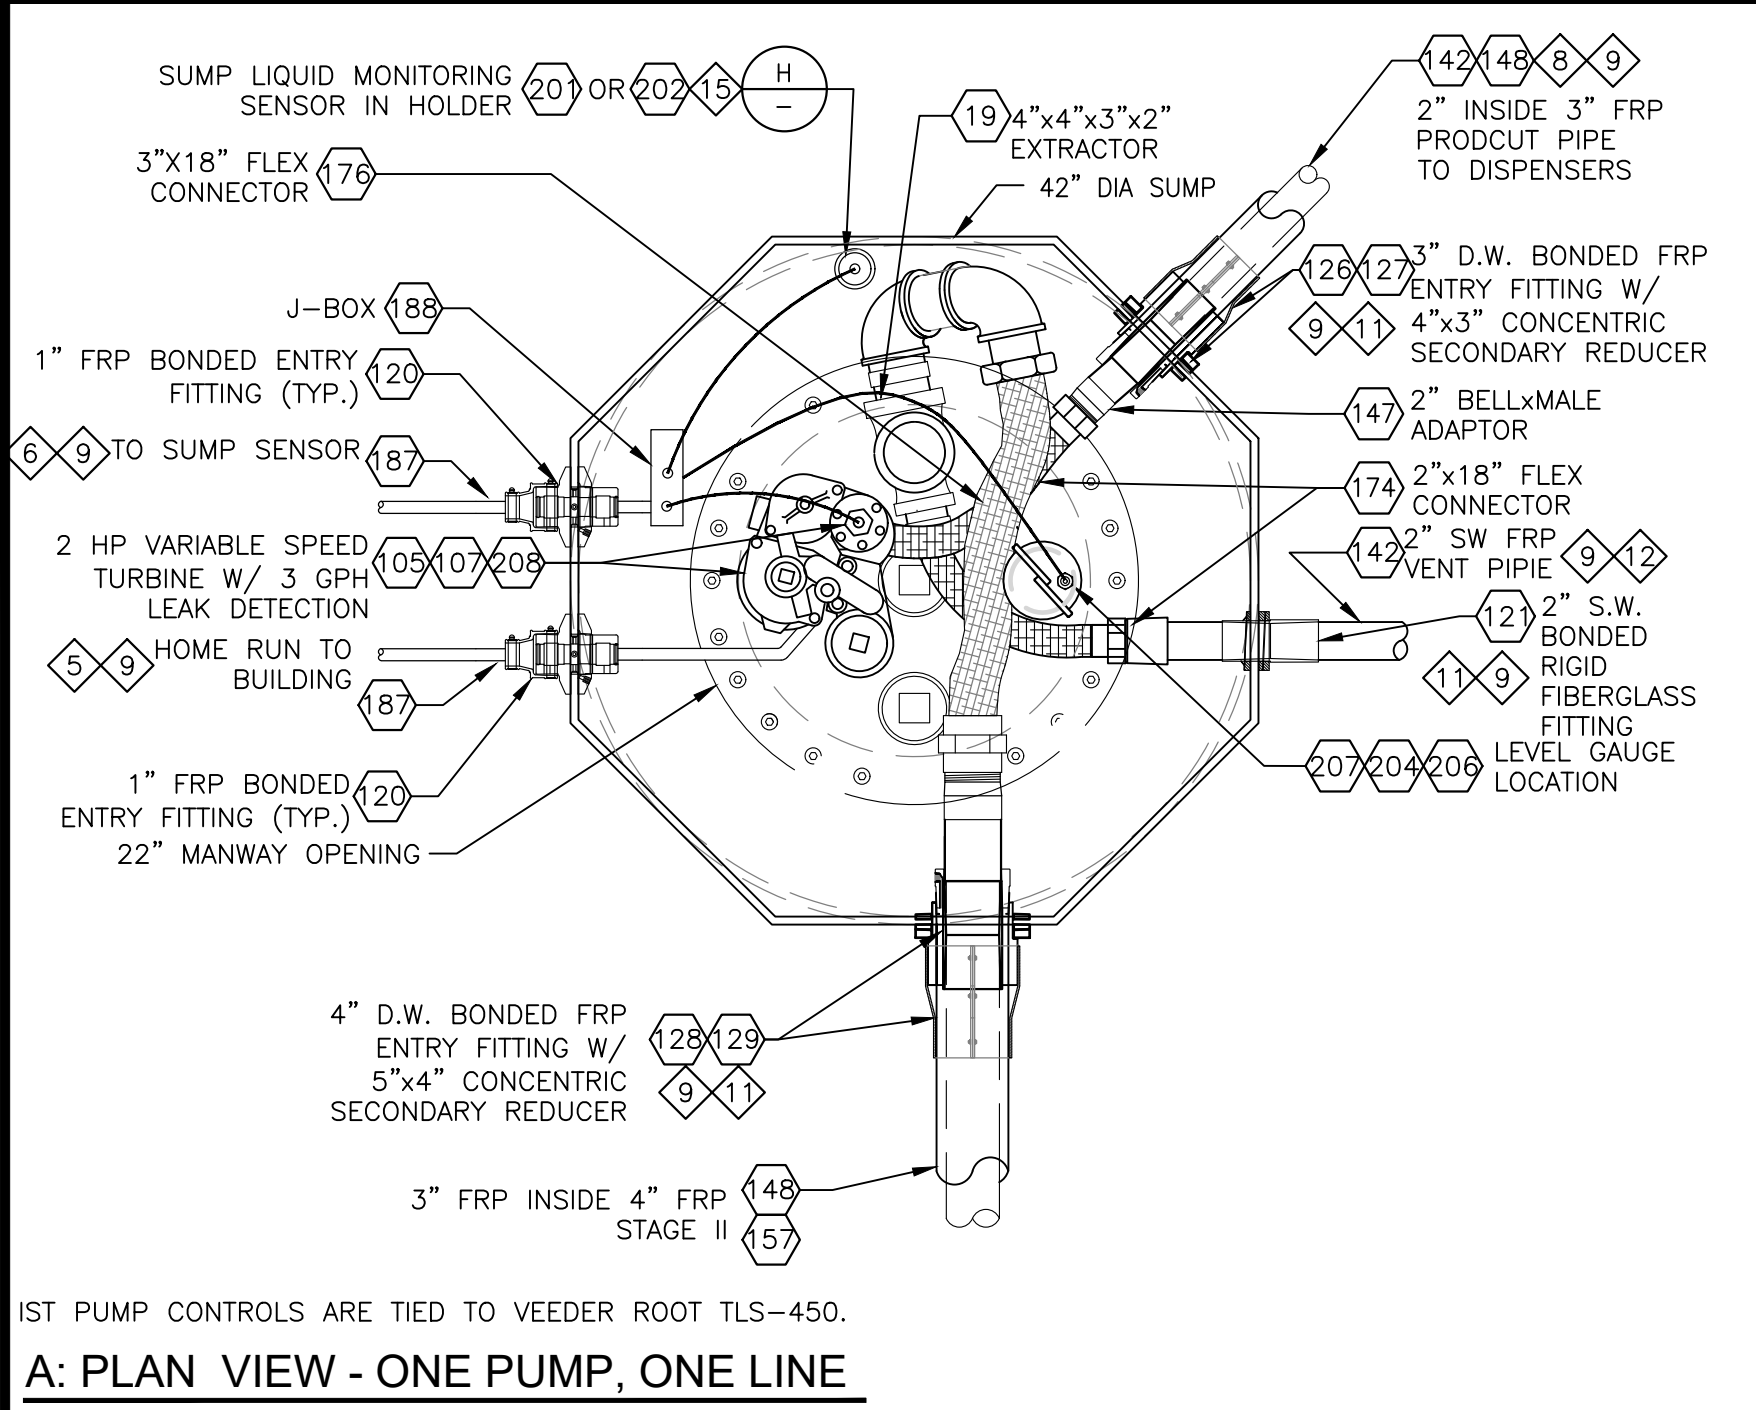 SUMP LIQUID MONITORING
SENSOR IN HOLDER
201 OR 202 15
H
–
3"X18" FLEX
CONNECTOR
176
19
4"x4"x3"x2"
EXTRACTOR
42" DIA SUMP
142 148 8 9
2" INSIDE 3" FRP
PRODCUT PIPE
TO DISPENSERS
126 127
9 11
3" D.W. BONDED FRP
ENTRY FITTING W/
4"x3" CONCENTRIC
SECONDARY REDUCER
147
2" BELLxMALE
ADAPTOR
174
2"x18" FLEX
CONNECTOR
142
2" SW FRP
VENT PIPIE
9 12
121
11 9
2" S.W.
BONDED
RIGID
FIBERGLASS
FITTING
207 204 206
LEVEL GAUGE
LOCATION
J-BOX 188
1" FRP BONDED ENTRY
FITTING (TYP.)
120
6 9 TO SUMP SENSOR 187
2 HP VARIABLE SPEED
TURBINE W/ 3 GPH
LEAK DETECTION
105 107 208
5 9
HOME RUN TO
BUILDING
187
1" FRP BONDED
ENTRY FITTING (TYP.)
120
22" MANWAY OPENING
4" D.W. BONDED FRP
ENTRY FITTING W/
5"x4" CONCENTRIC
SECONDARY REDUCER
128 129
9 11
3" FRP INSIDE 4" FRP
STAGE II
148
157
IST PUMP CONTROLS ARE TIED TO VEEDER ROOT TLS-450.
A: PLAN VIEW - ONE PUMP, ONE LINE